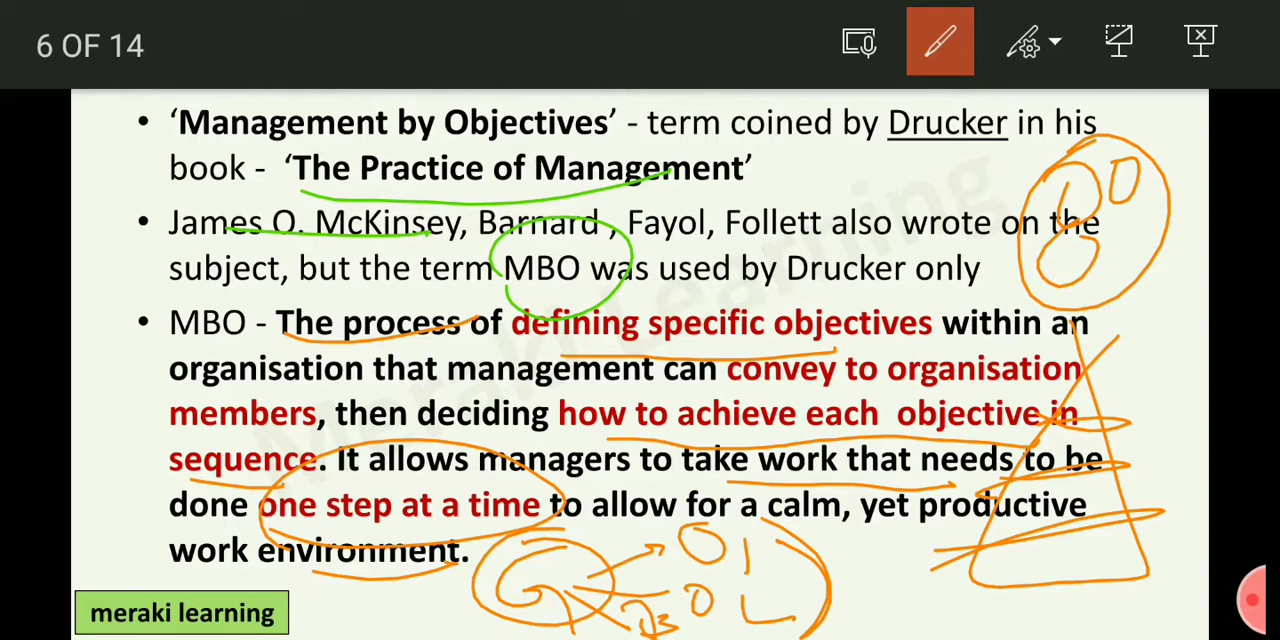 6 OF 14
• ‘Management by Objectives’ - term coined by Drucker in his
book - ‘The Practice of Management’
• James O. McKinsey, Barnard , Fayol, Follett also wrote on the
subject, but the term MBO was used by Drucker only
• MBO - The process of defining specific objectives within an
organisation that management can convey to organisation
members, then deciding how to achieve each objective in
sequence. It allows managers to take work that needs to be
done one step at a time to allow for a calm, yet productive
work environment.
meraki learning
Meraki Learning